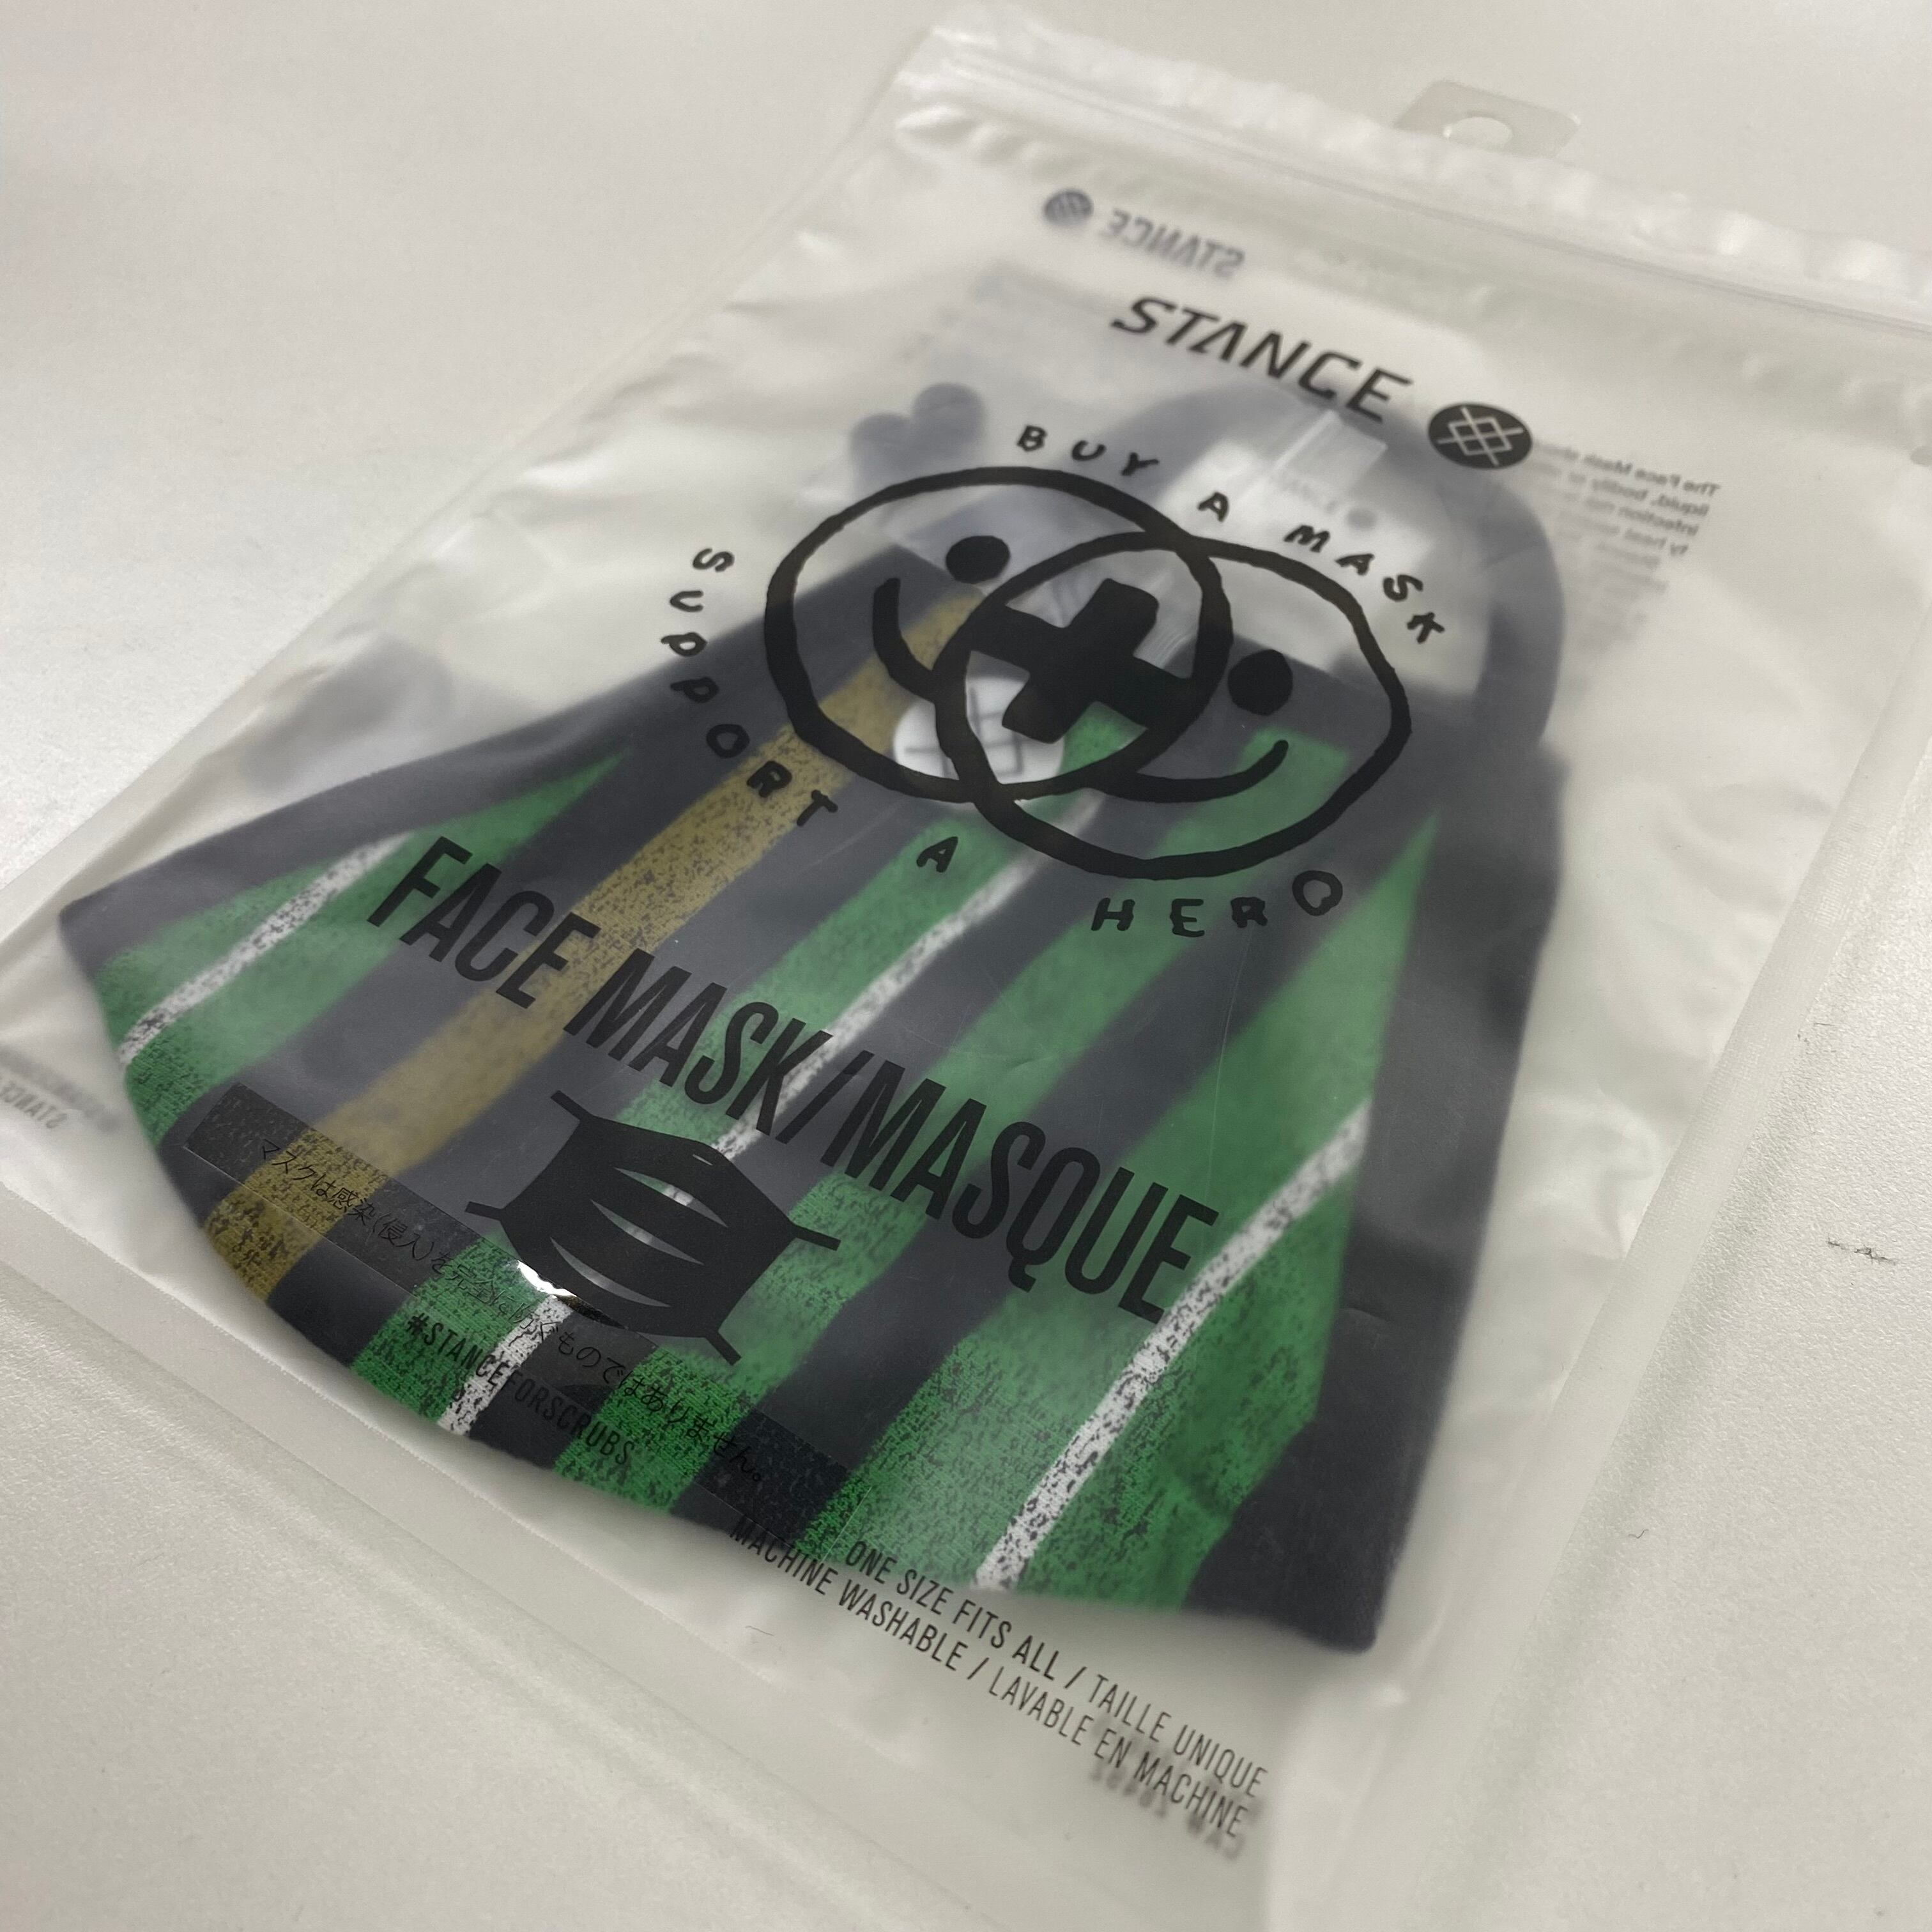 STANCE
STANCE
BUY A MASK
SUPPORT A HERO
FACE MASK/MASQUE
マスクは感染(侵入)を完全に防ぐものではありません。
#STANCEFORSCRUBS
ONE SIZE FITS ALL / TAILLE UNIQUE
MACHINE WASHABLE / LAVABLE EN MACHINE